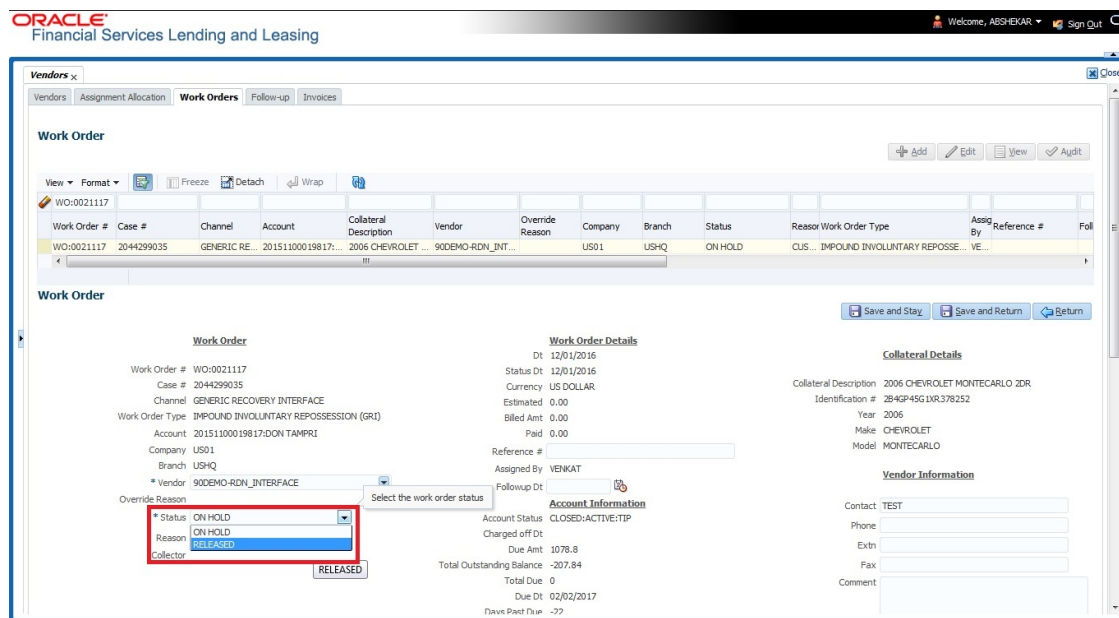 ORACLE®
Financial Services Lending and Leasing
Welcome, ABSHEKAR
Sign Out
Vendors
Close
Vendors Assignment Allocation Work Orders Follow-up Invoices
Work Order
Add Edit View Audit
View Format Freeze Detach Wrap
WO:0021117
Work Order # Case # Channel Account Collateral Description Vendor Override Reason Company Branch Status Reason Work Order Type Assig By Reference # Foll
WO:0021117 2044299035 GENERIC RE... 20151100019817:... 2006 CHEVROLET ... 90DEMO-RDN_INT... US01 USHQ ON HOLD CUS... IMPOUND INVOLUNTARY REPOSSE... VE...
Work Order
Save and Stay Save and Return Return
Work Order
Work Order # WO:0021117
Case # 2044299035
Channel GENERIC RECOVERY INTERFACE
Work Order Type IMPOUND INVOLUNTARY REPOSSESSION (GRI)
Account 20151100019817:DON TAMPRI
Company US01
Branch USHQ
* Vendor 90DEMO-RDN_INTERFACE
Override Reason
Select the work order status
* Status ON HOLD
ON HOLD
Reason RELEASED
Collector
RELEASED
Work Order Details
Dt 12/01/2016
Status Dt 12/01/2016
Currency US DOLLAR
Estimated 0.00
Billed Amt 0.00
Paid 0.00
Reference #
Assigned By VENKAT
Followup Dt
Account Information
Account Status CLOSED:ACTIVE:TIP
Charged off Dt
Due Amt 1078.8
Total Outstanding Balance -207.84
Total Due 0
Due Dt 02/02/2017
Days Past Due -22
Collateral Details
Collateral Description 2006 CHEVROLET MONTECARLO 2DR
Identification # 2B4GP45G1XR378252
Year 2006
Make CHEVROLET
Model MONTECARLO
Vendor Information
Contact TEST
Phone
Extn
Fax
Comment